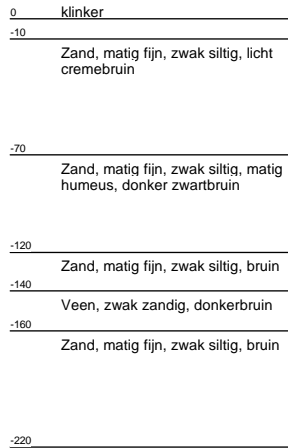 0 klinker
-10
Zand, matig fijn, zwak siltig, licht
cremebruin
-70
Zand, matig fijn, zwak siltig, matig
humeus, donker zwartbruin
-120
Zand, matig fijn, zwak siltig, bruin
-140
Veen, zwak zandig, donkerbruin
-160
Zand, matig fijn, zwak siltig, bruin
-220